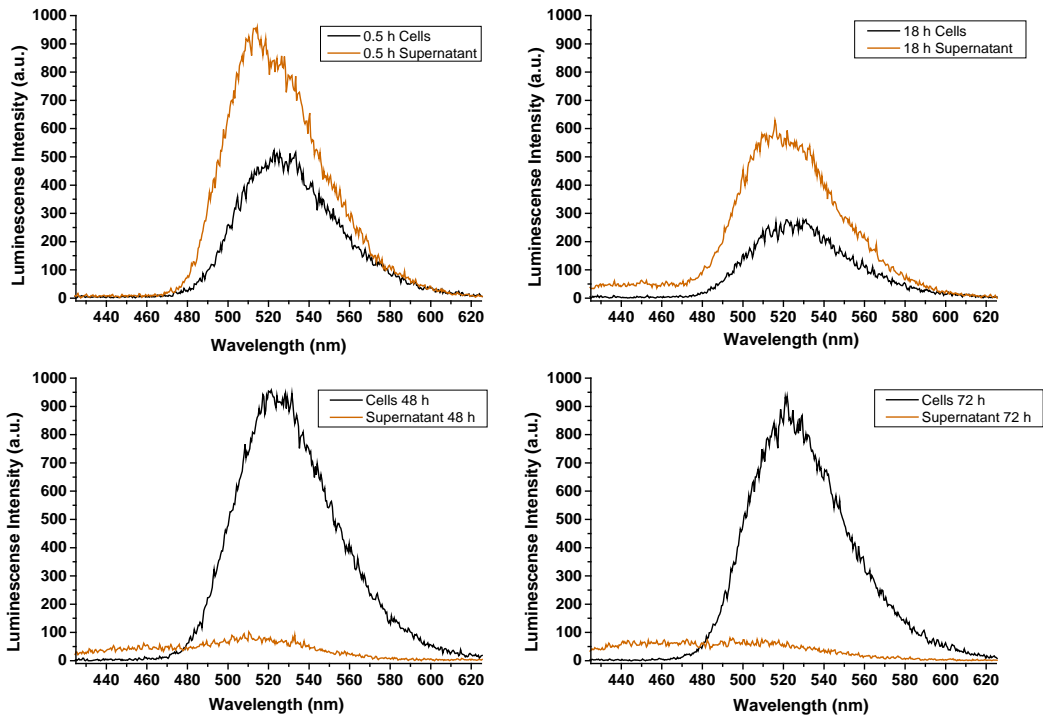 1000
900
800
700
600
500
400
300
200
100
0
Luminescense Intensity (a.u.)
0.5 h Cells
0.5 h Supernatant
440 460 480 500 520 540 560 580 600 620
Wavelength (nm)
1000
900
800
700
600
500
400
300
200
100
0
Luminescense Intensity (a.u.)
18 h Cells
18 h Supernatant
440 460 480 500 520 540 560 580 600 620
Wavelength (nm)
1000
900
800
700
600
500
400
300
200
100
0
Luminescense Intensity (a.u.)
Cells 48 h
Supernatant 48 h
440 460 480 500 520 540 560 580 600 620
Wavelength (nm)
1000
900
800
700
600
500
400
300
200
100
0
Luminescense Intensity (a.u.)
Cells 72 h
Supernatant 72 h
440 460 480 500 520 540 560 580 600 620
Wavelength (nm)